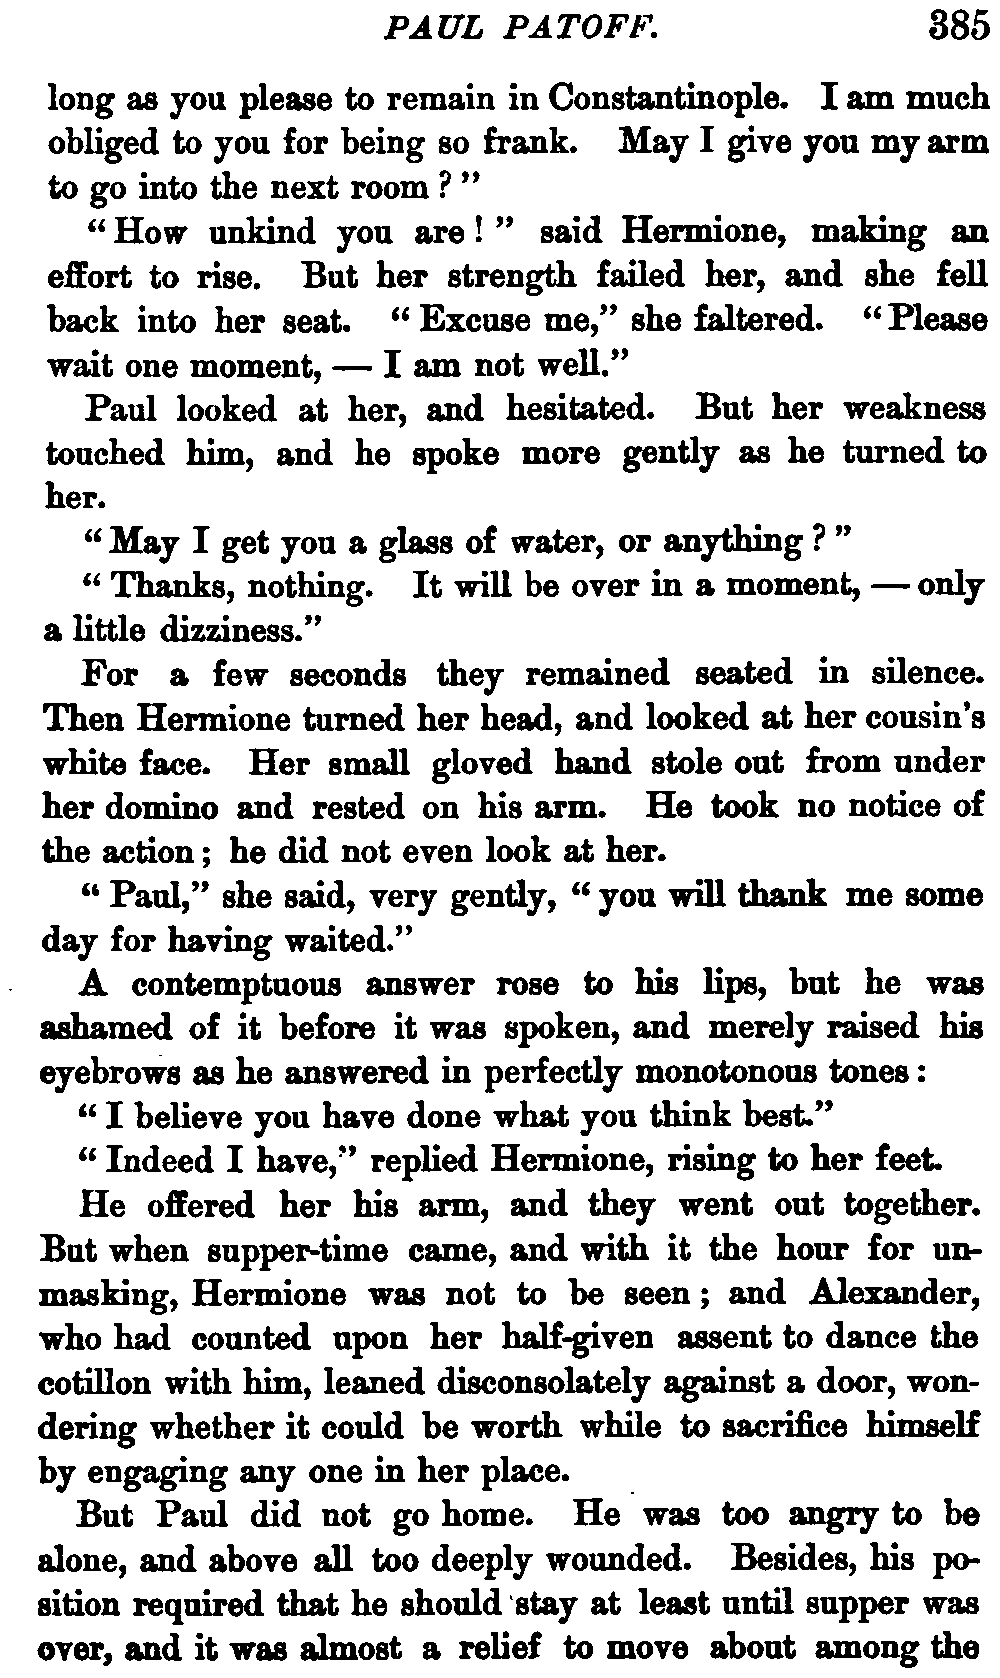 PAUL PATOFF. 385
long as you please to remain in Constantinople. I am much
obliged to you for being so frank. May I give you my arm
to go into the next room ? "
" How unkind you are ! " said Hermione, making an
effort to rise. But her strength failed her, and she fell
back into her seat. " Excuse me," she faltered. " Please
wait one moment, — I am not well."
Paul looked at her, and hesitated. But her weakness
touched him, and he spoke more gently as he turned to
her.
" May I get you a glass of water, or anything ? "
" Thanks, nothing. It will be over in a moment, — only
a little dizziness."
For a few seconds they remained seated in silence.
Then Hermione turned her head, and looked at her cousin's
white face. Her small gloved hand stole out from under
her domino and rested on his arm. He took no notice of
the action ; he did not even look at her.
" Paul," she said, very gently, " you will thank me some
day for having waited."
A contemptuous answer rose to his lips, but he was
ashamed of it before it was spoken, and merely raised his
eyebrows as he answered in perfectly monotonous tones :
" I believe you have done what you think best."
" Indeed I have," replied Hermione, rising to her feet.
He offered her his arm, and they went out together.
But when supper-time came, and with it the hour for un-
masking, Hermione was not to be seen ; and Alexander,
who had counted upon her half-given assent to dance the
cotillon with him, leaned disconsolately against a door, won-
dering whether it could be worth while to sacrifice himself
by engaging any one in her place.
But Paul did not go home. He was too angry to be
alone, and above all too deeply wounded. Besides, his po-
sition required that he should stay at least until supper was
over, and it was almost a relief to move about among the